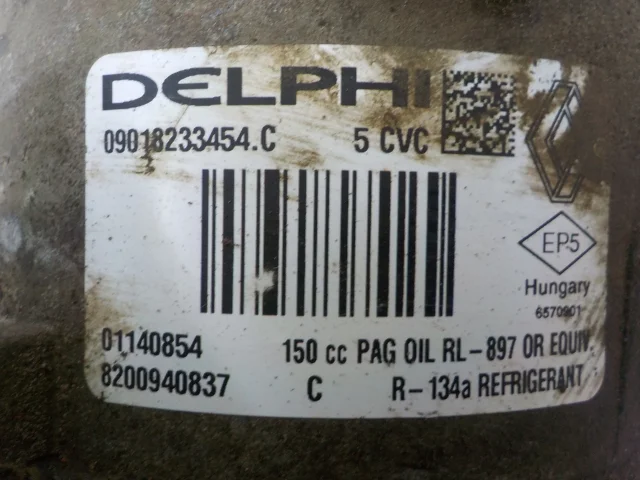 DELPHI
09018233454.C 5 CVC
EP5
Hungary
6570901
01140854 150 cc PAG OIL RL-897 OR EQUIV.
8200940837 C R-134a REFRIGERANT